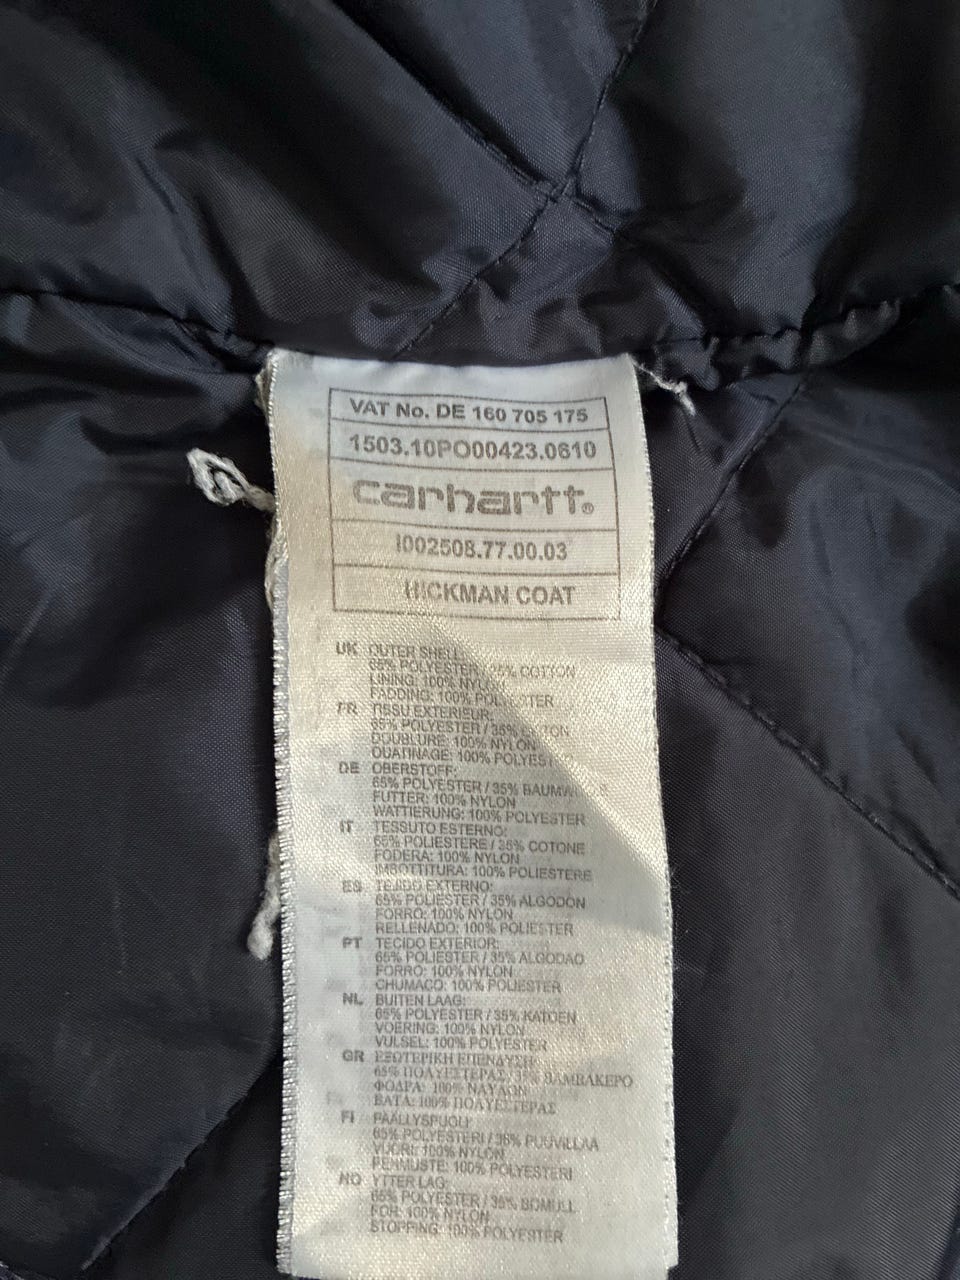 VAT No. DE 160 705 175
1503.10PO00423.0610
carhartt®
I002508.77.00.03
HICKMAN COAT
UK OUTER SHELL:
65% POLYESTER / 35% COTTON
LINING: 100% NYLON
PADDING: 100% POLYESTER
FR TISSU EXTERIEUR:
65% POLYESTER / 35% COTON
DOUBLURE: 100% NYLON
OUATINAGE: 100% POLYESTER
DE OBERSTOFF:
65% POLYESTER / 35% BAUMWOLLE
FUTTER: 100% NYLON
WATTIERUNG: 100% POLYESTER
IT TESSUTO ESTERNO:
65% POLIESTERE / 35% COTONE
FODERA: 100% NYLON
IMBOTTITURA: 100% POLIESTERE
ES TEJIDO EXTERNO:
65% POLIESTER / 35% ALGODON
FORRO: 100% NYLON
RELLENADO: 100% POLIESTER
PT TECIDO EXTERIOR:
65% POLIESTER / 35% ALGODAO
FORRO: 100% NYLON
CHUMACO: 100% POLIESTER
NL BUITEN LAAG:
65% POLYESTER / 35% KATOEN
VOERING: 100% NYLON
VULSEL: 100% POLYESTER
GR ΕΞΩΤΕΡΙΚΗ ΕΠΕΝΔΥΣΗ
65% ΠΟΛΥΕΣΤΕΡΑΣ / 35% ΒΑΜΒΑΚΕΡΟ
ΦΟΔΡΑ: 100% ΝΑΥΛΟΝ
ΒΑΤΑ: 100% ΠΟΛΥΕΣΤΕΡΑΣ
FI PÄÄLLYSPUOLI:
65% POLYESTERI / 35% PUUVILLAA
VUORI: 100% NYLON
PEHMUSTE: 100% POLYESTERI
NO YTTER LAG:
65% POLYESTER / 35% BOMULL
FOR: 100% NYLON
STOPPING: 100% POLYESTER